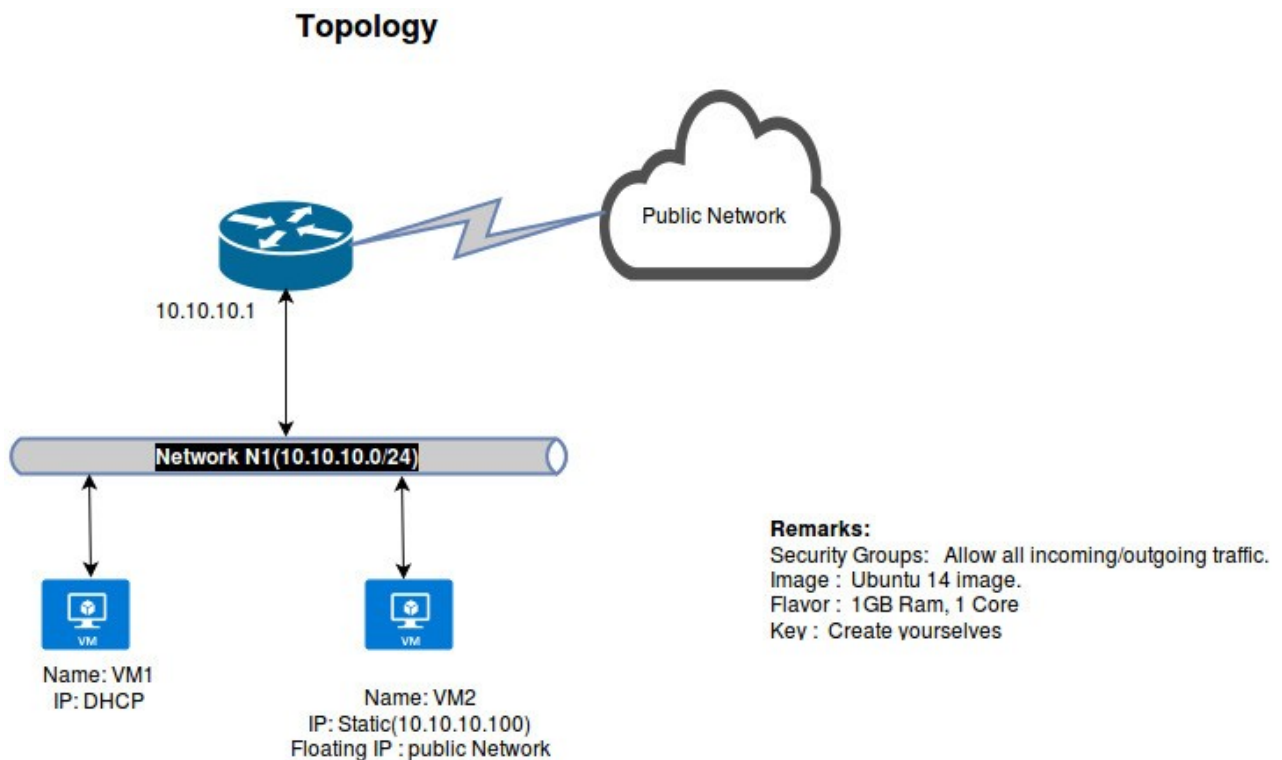 Topology
Public Network
10.10.10.1
Network N1(10.10.10.0/24)
VM
Name: VM1
IP: DHCP
VM
Name: VM2
IP: Static(10.10.10.100)
Floating IP : public Network
Remarks:
Security Groups: Allow all incoming/outgoing traffic.
Image : Ubuntu 14 image.
Flavor : 1GB Ram, 1 Core
Key : Create yourselves